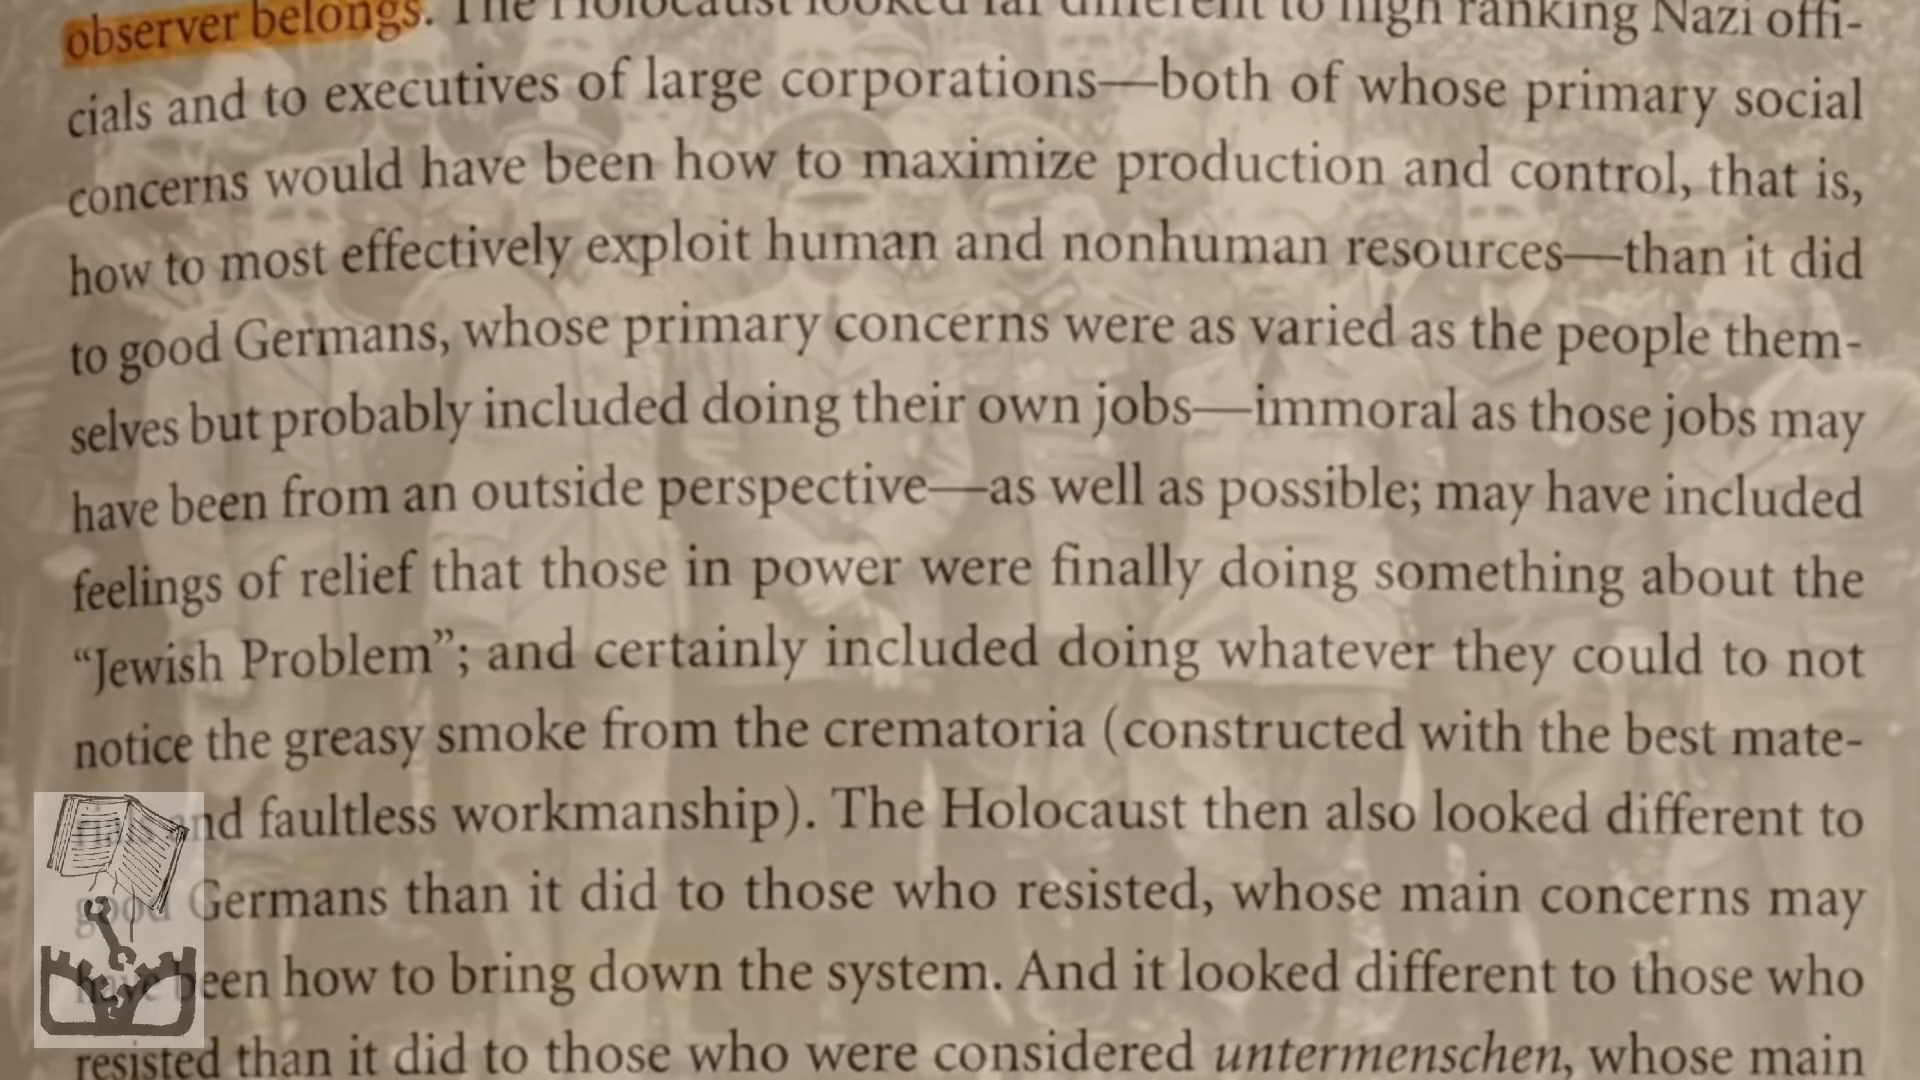 observer belongs. The Holocaust looked far different to high ranking Nazi offi-
cials and to executives of large corporations—both of whose primary social
concerns would have been how to maximize production and control, that is,
how to most effectively exploit human and nonhuman resources—than it did
to good Germans, whose primary concerns were as varied as the people them-
selves but probably included doing their own jobs—immoral as those jobs may
have been from an outside perspective—as well as possible; may have included
feelings of relief that those in power were finally doing something about the
“Jewish Problem”; and certainly included doing whatever they could to not
notice the greasy smoke from the crematoria (constructed with the best mate-
rials and faultless workmanship). The Holocaust then also looked different to
good Germans than it did to those who resisted, whose main concerns may
have been how to bring down the system. And it looked different to those who
resisted than it did to those who were considered untermenschen, whose main